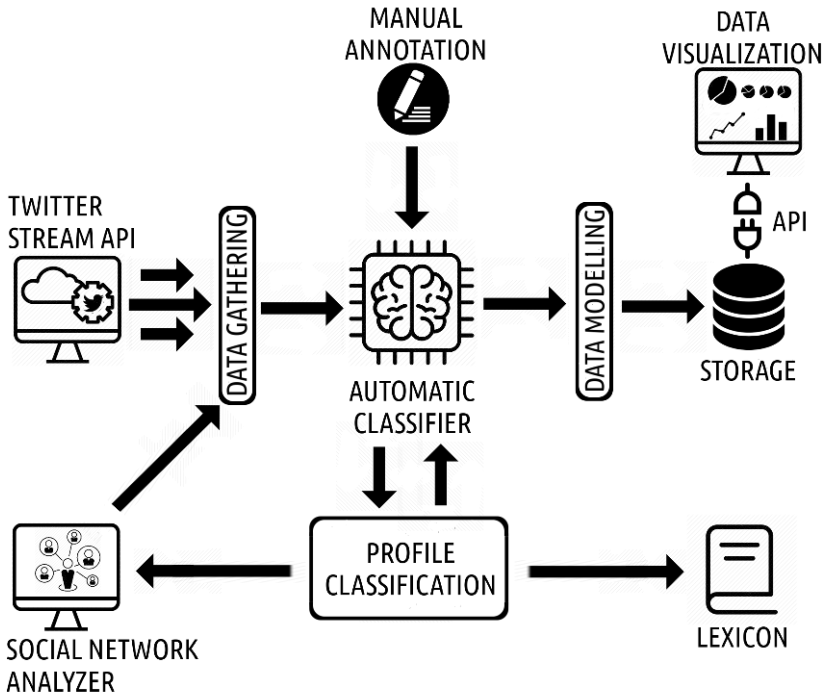 MANUAL
ANNOTATION
DATA
VISUALIZATION
TWITTER
STREAM API
DATA GATHERING
DATA MODELLING
API
STORAGE
AUTOMATIC
CLASSIFIER
PROFILE
CLASSIFICATION
SOCIAL NETWORK
ANALYZER
LEXICON